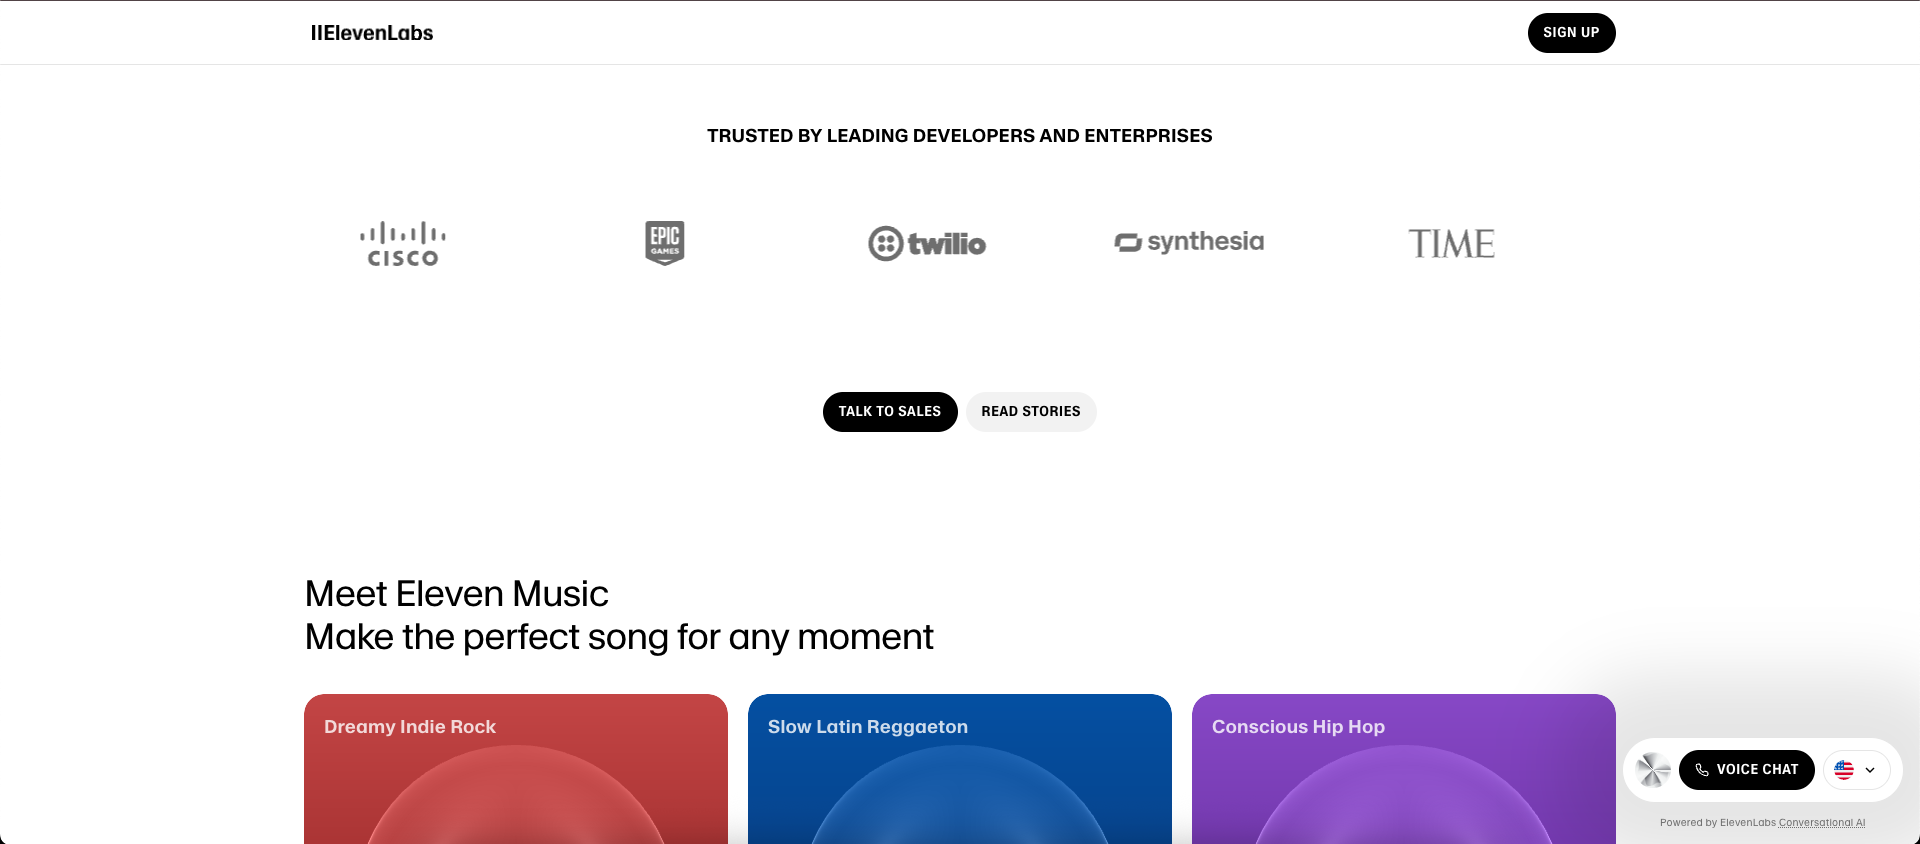 IIElevenLabs
SIGN UP
TRUSTED BY LEADING DEVELOPERS AND ENTERPRISES
CISCO
EPIC
GAMES
twilio
synthesia
TIME
TALK TO SALES
READ STORIES
Meet Eleven Music
Make the perfect song for any moment
Dreamy Indie Rock
Slow Latin Reggaeton
Conscious Hip Hop
VOICE CHAT
Powered by ElevenLabs Conversational AI